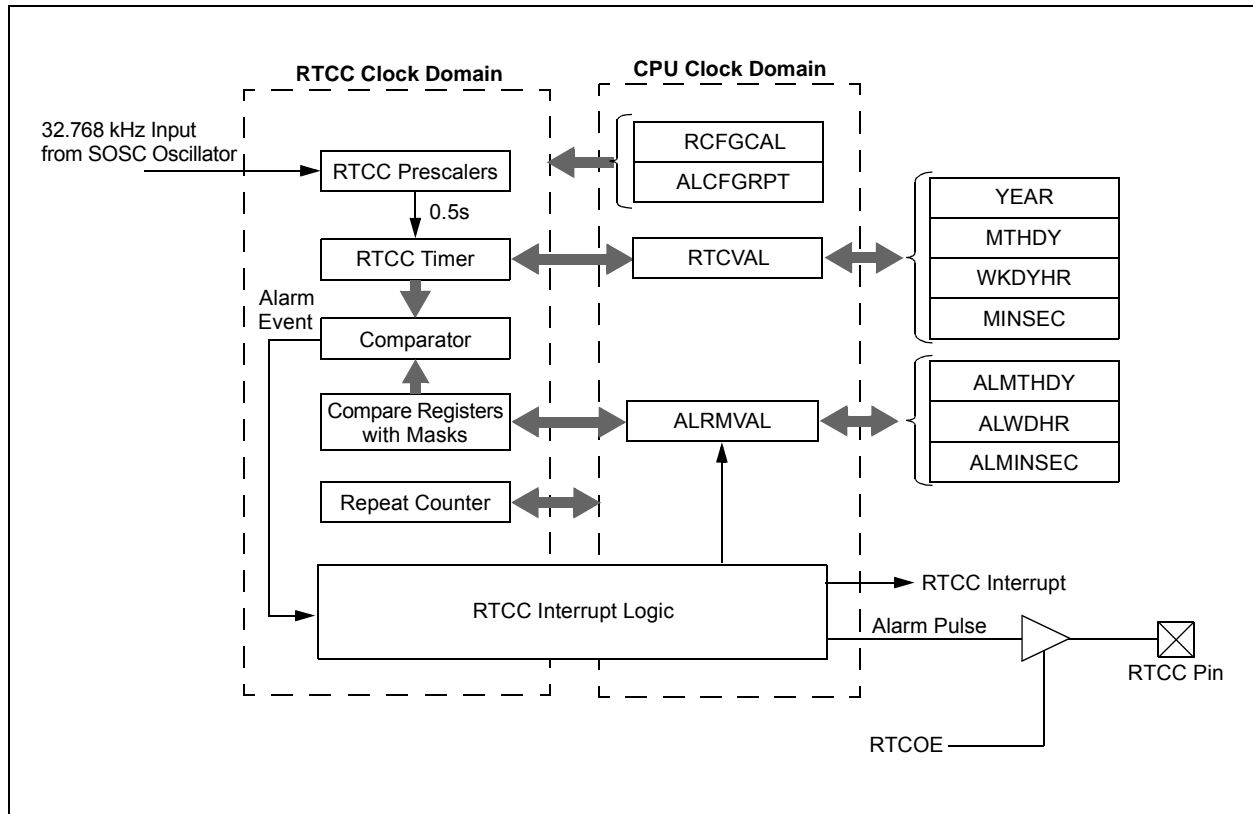 RTCC Clock Domain
CPU Clock Domain
32.768 kHz Input
from SOSC Oscillator
RTCC Prescalers
0.5s
RTCC Timer
Alarm
Event
Comparator
Compare Registers
with Masks
Repeat Counter
RCFGCAL
ALCFGRPT
RTCVAL
ALRMVAL
YEAR
MTHDY
WKDYHR
MINSEC
ALMTHDY
ALWDHR
ALMINSEC
RTCC Interrupt Logic
RTCC Interrupt
Alarm Pulse
RTCC Pin
RTCOE